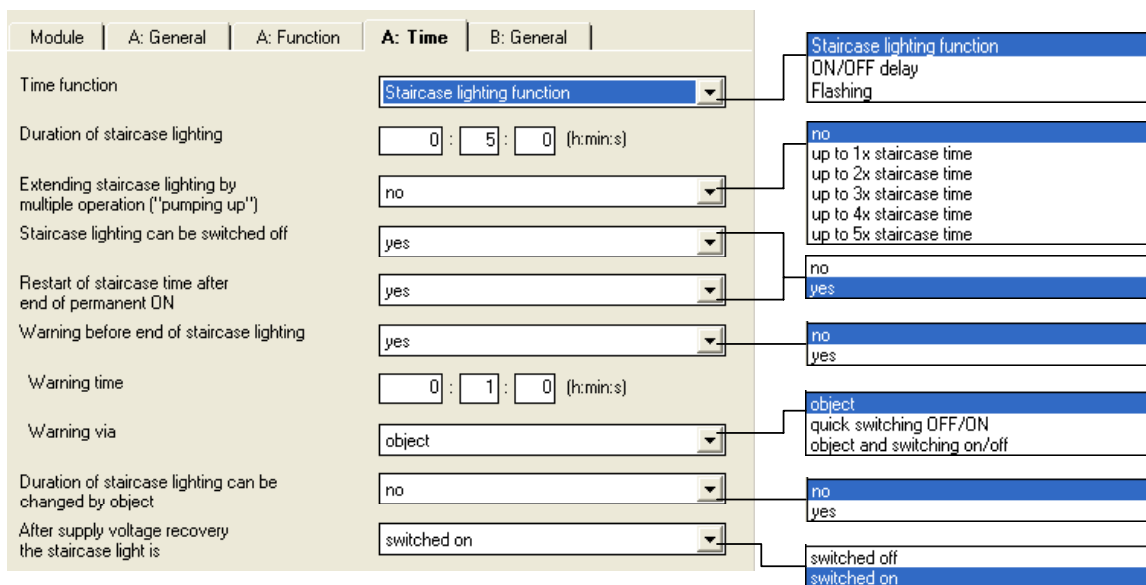 Module
A: General
A: Function
A: Time
B: General
Time function
Staircase lighting function
Duration of staircase lighting
0 : 5 : 0 (h:min:s)
Extending staircase lighting by
multiple operation ("pumping up")
no
Staircase lighting can be switched off
yes
Restart of staircase time after
end of permanent ON
yes
Warning before end of staircase lighting
yes
Warning time
0 : 1 : 0 (h:min:s)
Warning via
object
Duration of staircase lighting can be
changed by object
no
After supply voltage recovery
the staircase light is
switched on
Staircase lighting function
ON/OFF delay
Flashing
no
up to 1x staircase time
up to 2x staircase time
up to 3x staircase time
up to 4x staircase time
up to 5x staircase time
no
yes
no
yes
object
quick switching OFF/ON
object and switching on/off
no
yes
switched off
switched on